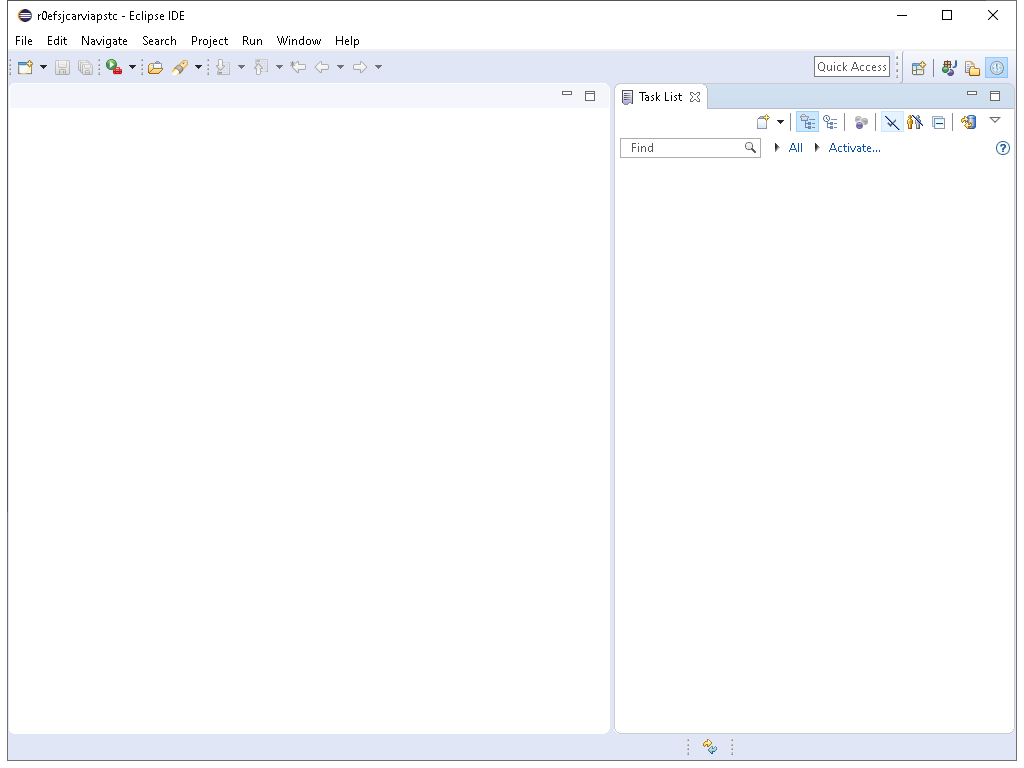 r0efsjcarviapstc - Eclipse IDE
File Edit Navigate Search Project Run Window Help
Quick Access
Task List
Find All Activate...